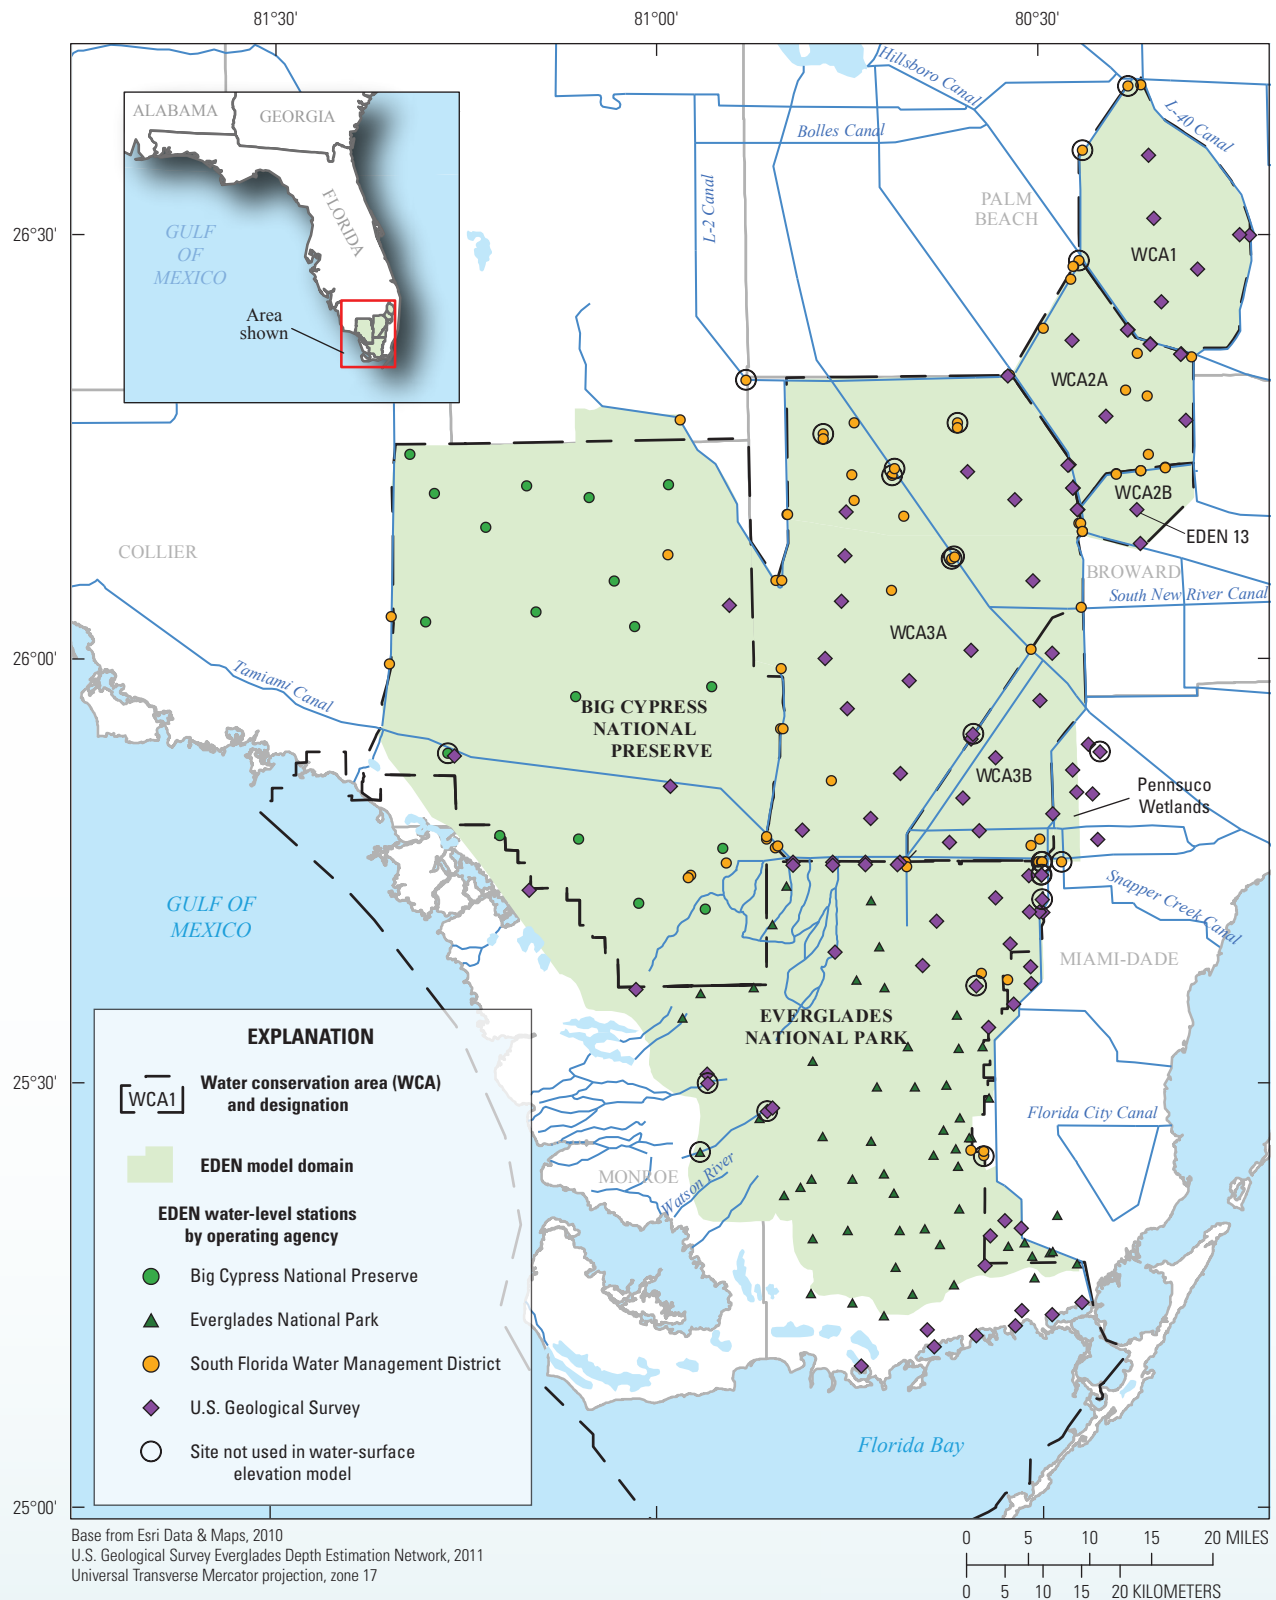 81°30'
81°00'
80°30'
ALABAMA
GEORGIA
FLORIDA
GULF
OF
MEXICO
Area
shown
Hillsboro Canal
Bolles Canal
L-40 Canal
L-2 Canal
PALM
BEACH
26°30'
WCA1
WCA2A
WCA2B
EDEN 13
COLLIER
BROWARD
South New River Canal
WCA3A
26°00'
Tamiami Canal
BIG CYPRESS
NATIONAL
PRESERVE
WCA3B
Pennsuco
Wetlands
Snapper Creek Canal
GULF OF
MEXICO
MIAMI-DADE
EVERGLADES
NATIONAL PARK
25°30'
Florida City Canal
MONROE
Watson River
Florida Bay
25°00'
EXPLANATION
WCA1
Water conservation area (WCA)
and designation
EDEN model domain
EDEN water-level stations
by operating agency
Big Cypress National Preserve
Everglades National Park
South Florida Water Management District
U.S. Geological Survey
Site not used in water-surface
elevation model
Base from Esri Data & Maps, 2010
U.S. Geological Survey Everglades Depth Estimation Network, 2011
Universal Transverse Mercator projection, zone 17
0 5 10 15 20 MILES
0 5 10 15 20 KILOMETERS